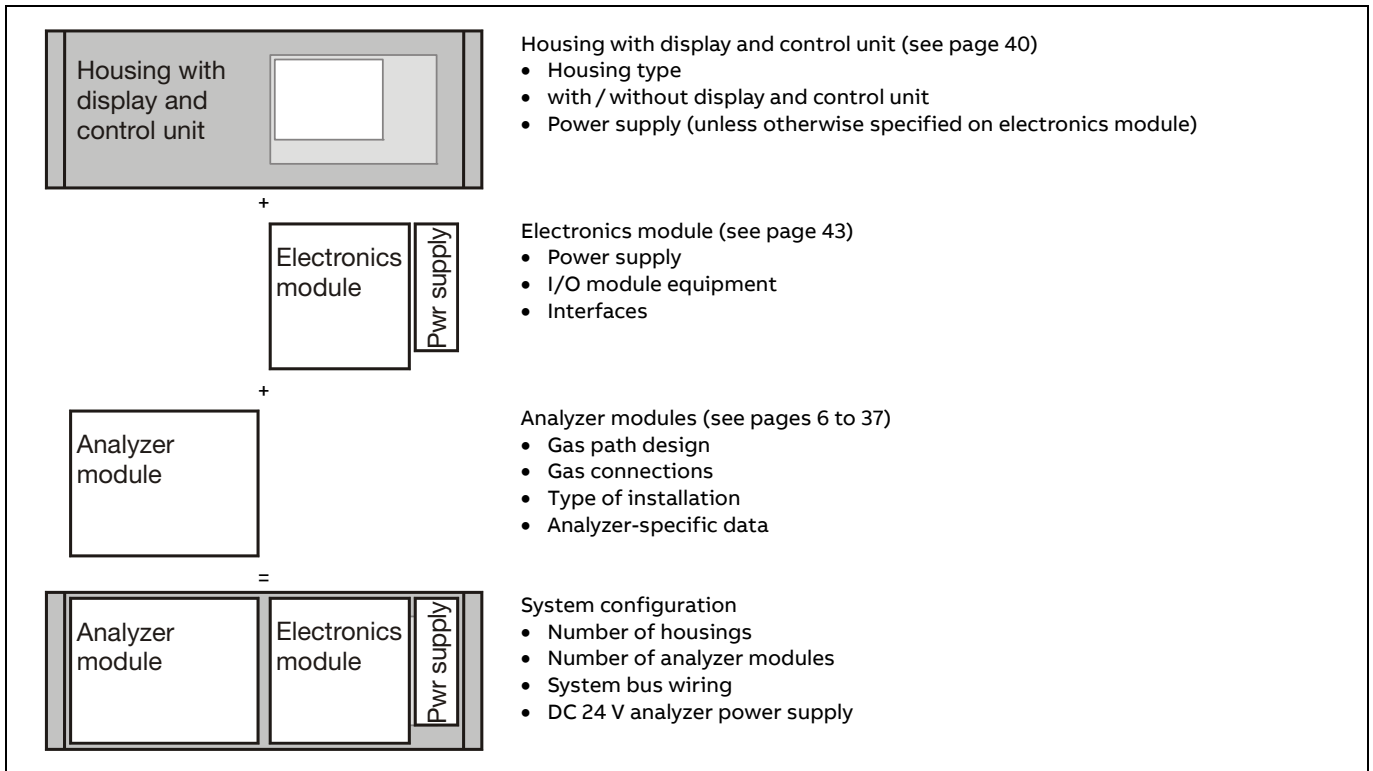 Housing with
display and
control unit
Housing with display and control unit (see page 40)
• Housing type
• with / without display and control unit
• Power supply (unless otherwise specified on electronics module)
+
Electronics
module
Pwr supply
Electronics module (see page 43)
• Power supply
• I/O module equipment
• Interfaces
+
Analyzer
module
Analyzer modules (see pages 6 to 37)
• Gas path design
• Gas connections
• Type of installation
• Analyzer-specific data
=
Analyzer
module
Electronics
module
Pwr supply
System configuration
• Number of housings
• Number of analyzer modules
• System bus wiring
• DC 24 V analyzer power supply